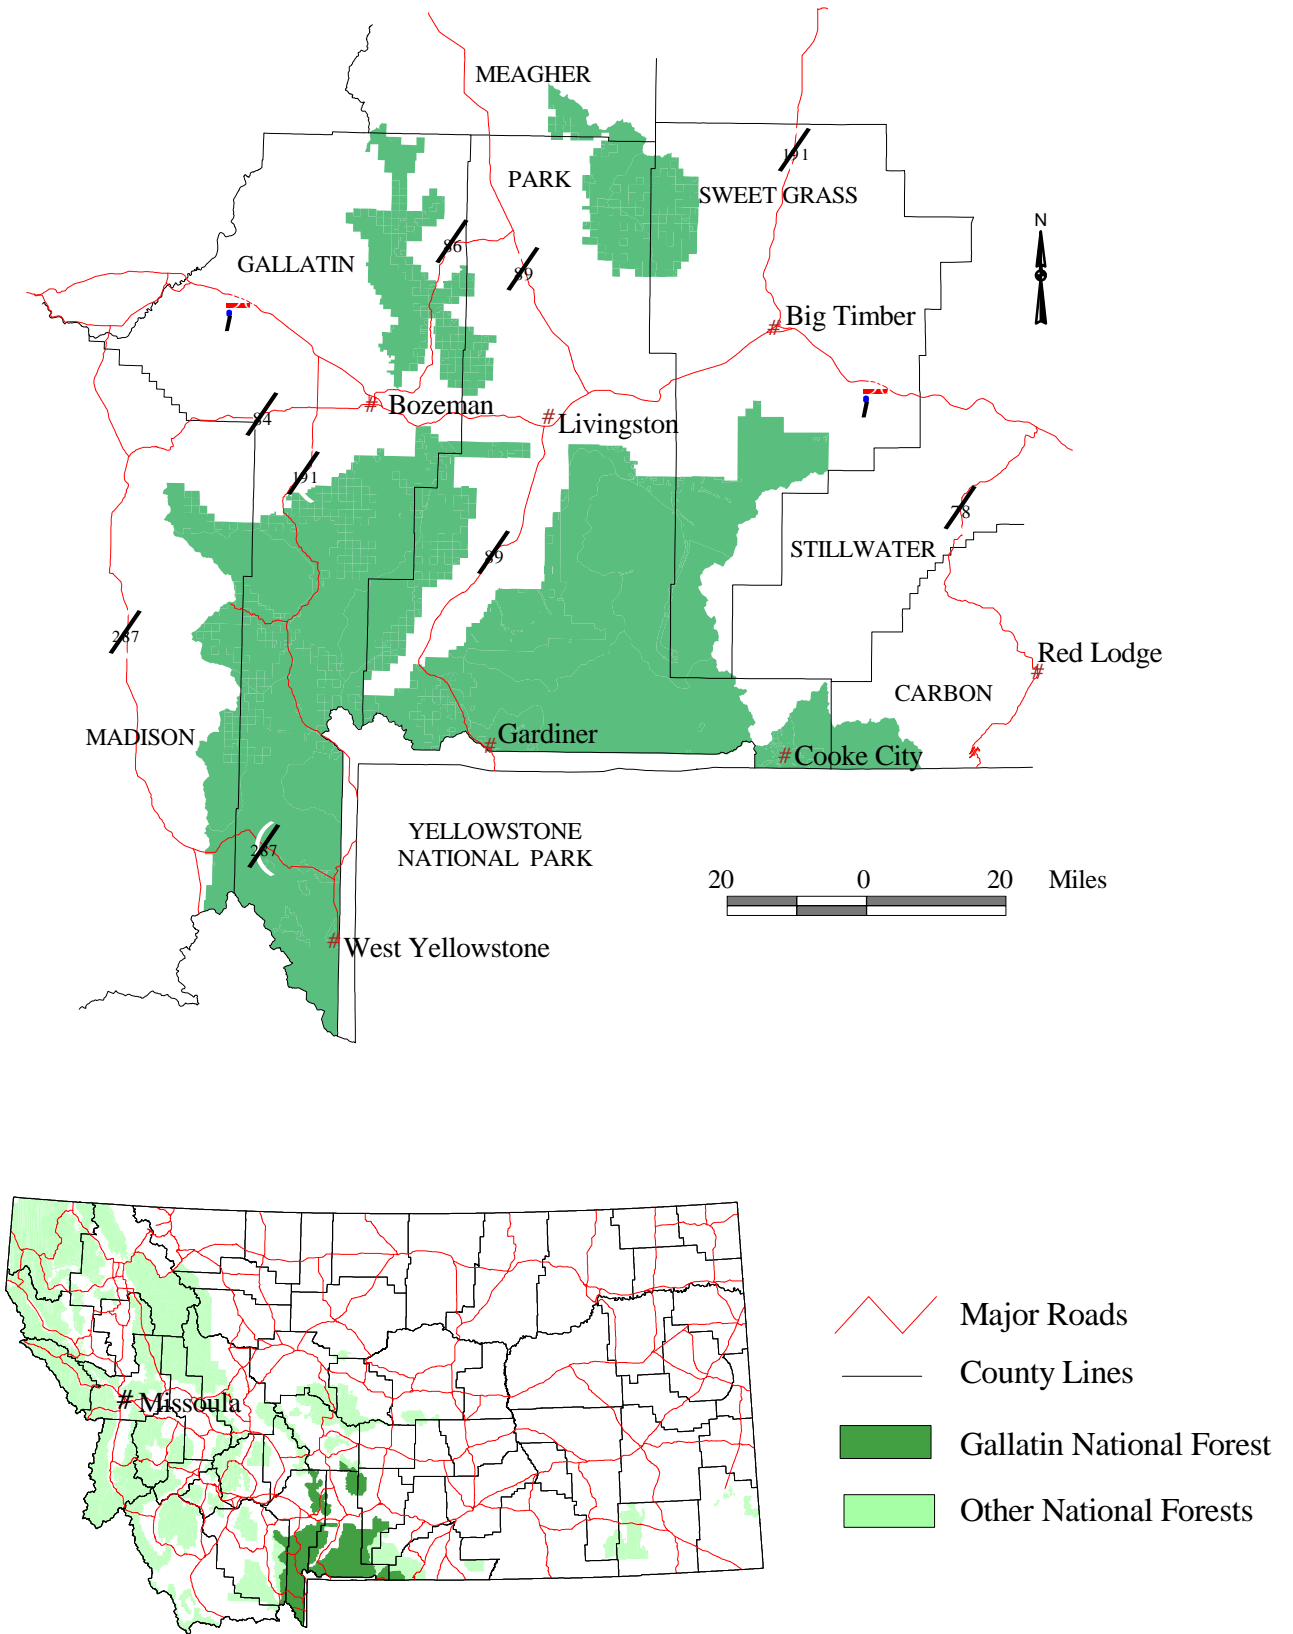 MEAGHER
191
PARK
SWEET GRASS
N
86
GALLATIN
89
Big Timber
Bozeman
84
Livingston
191
78
STILLWATER
89
287
Red Lodge
CARBON
MADISON
Gardiner
Cooke City
YELLOWSTONE
NATIONAL PARK
287
20 0 20 Miles
West Yellowstone
Major Roads
County Lines
Missoula
Gallatin National Forest
Other National Forests